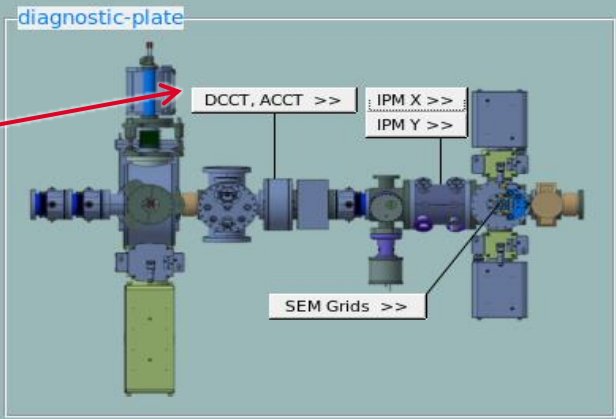 diagnostic-plate
DCCT, ACCT >>
IPM X >>
IPM Y >>
SEM Grids >>